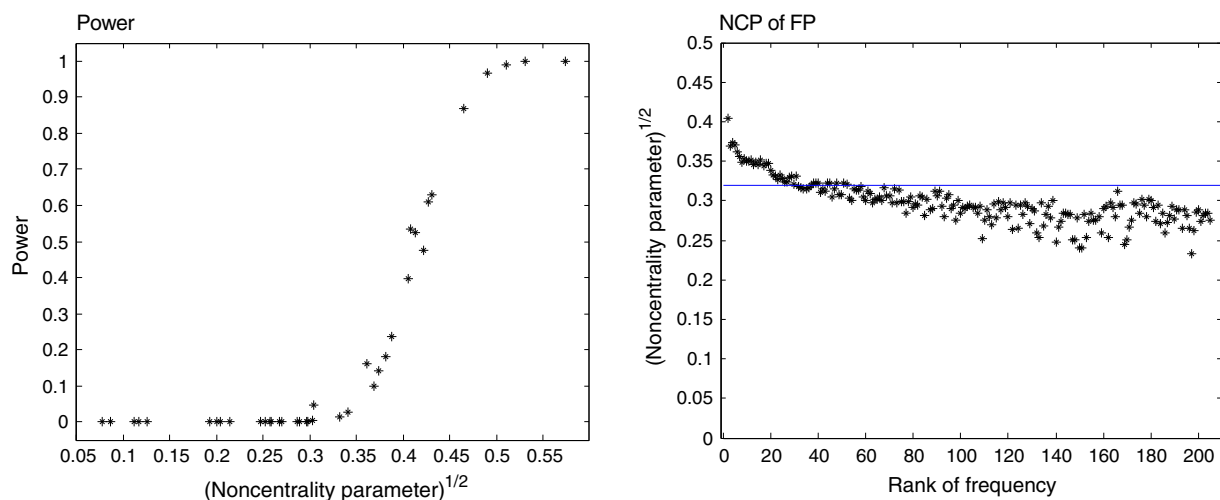 Power
Power
1
0.9
0.8
0.7
0.6
0.5
0.4
0.3
0.2
0.1
0
0.05 0.1 0.15 0.2 0.25 0.3 0.35 0.4 0.45 0.5 0.55
(Noncentrality parameter)^1/2
NCP of FP
(Noncentrality parameter)^1/2
0.5
0.45
0.4
0.35
0.3
0.25
0.2
0.15
0.1
0.05
0
0 20 40 60 80 100 120 140 160 180 200
Rank of frequency